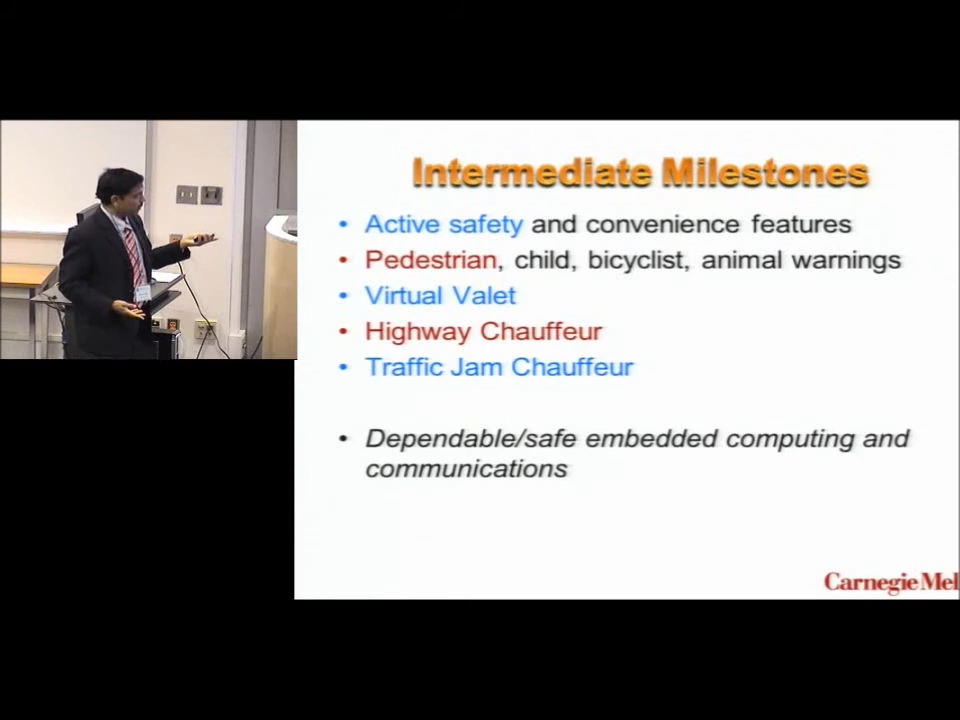 Intermediate Milestones
• Active safety and convenience features
• Pedestrian, child, bicyclist, animal warnings
• Virtual Valet
• Highway Chauffeur
• Traffic Jam Chauffeur
• Dependable/safe embedded computing and
communications
Carnegie Mel